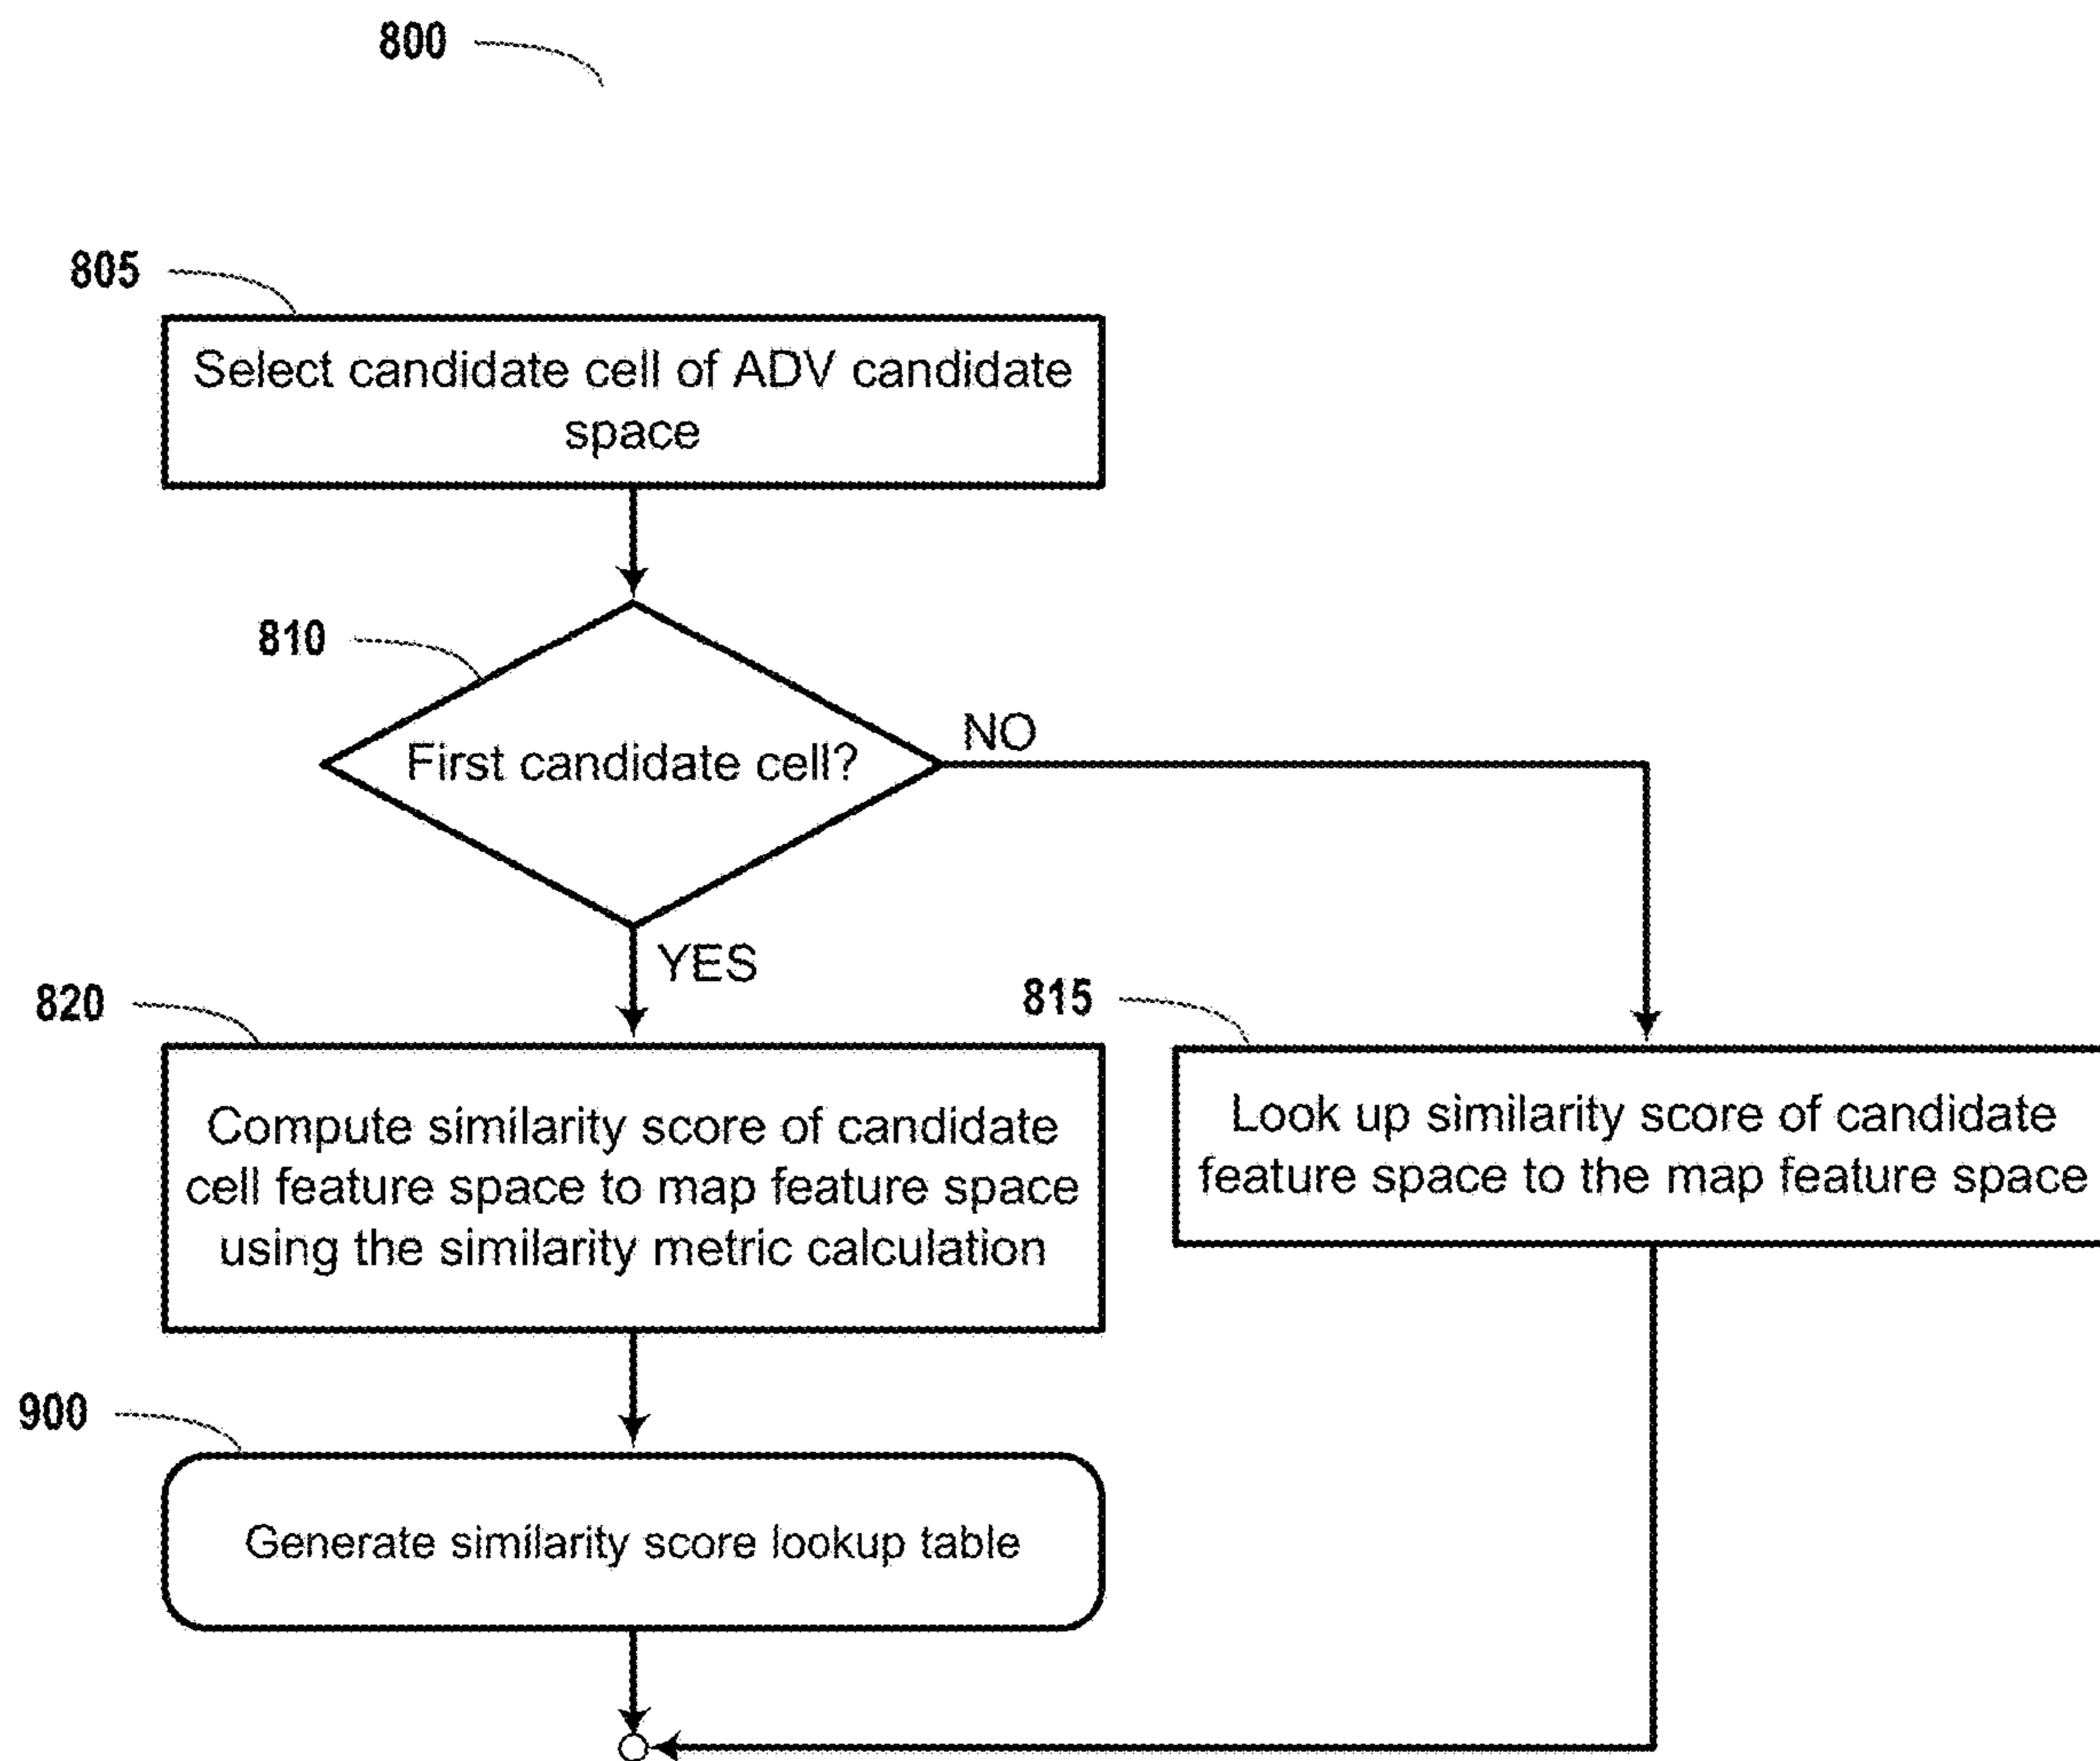 800
805
Select candidate cell of ADV candidate
space
810
First candidate cell?
NO
YES
820
815
Compute similarity score of candidate
cell feature space to map feature space
using the similarity metric calculation
Look up similarity score of candidate
feature space to the map feature space
900
Generate similarity score lookup table